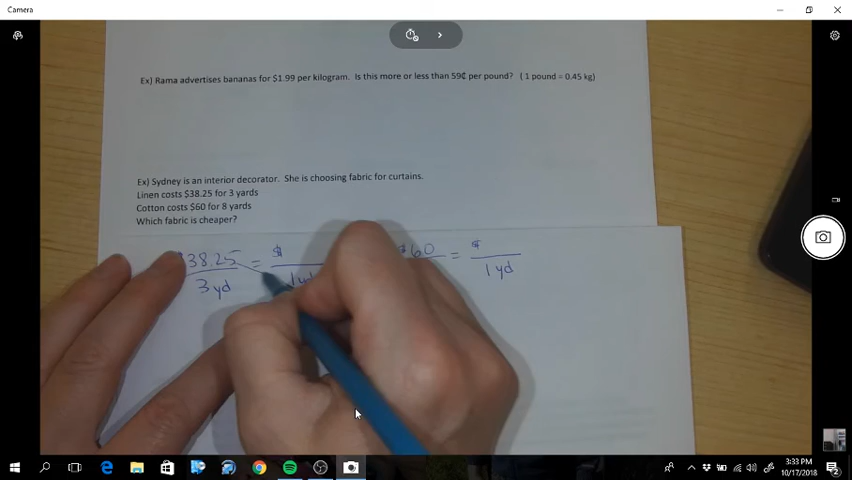 Camera
Ex) Rama advertises bananas for $1.99 per kilogram. Is this more or less than 59¢ per pound? ( 1 pound = 0.45 kg)
Ex) Sydney is an interior decorator. She is choosing fabric for curtains.
Linen costs $38.25 for 3 yards
Cotton costs $60 for 8 yards
Which fabric is cheaper?
38.25 = $ $60 = $
3 yd 1 yd 1 yd
3:33 PM
10/17/2018